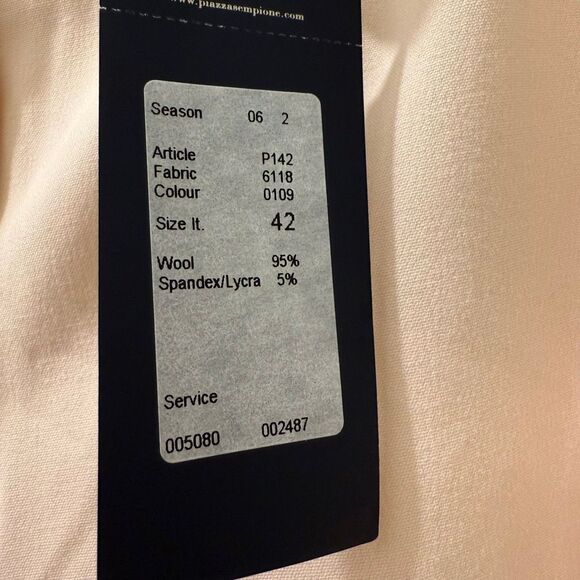 www.piazzasempione.com
Season 06 2
Article P142
Fabric 6118
Colour 0109
Size It. 42
Wool 95%
Spandex/Lycra 5%
Service
005080 002487